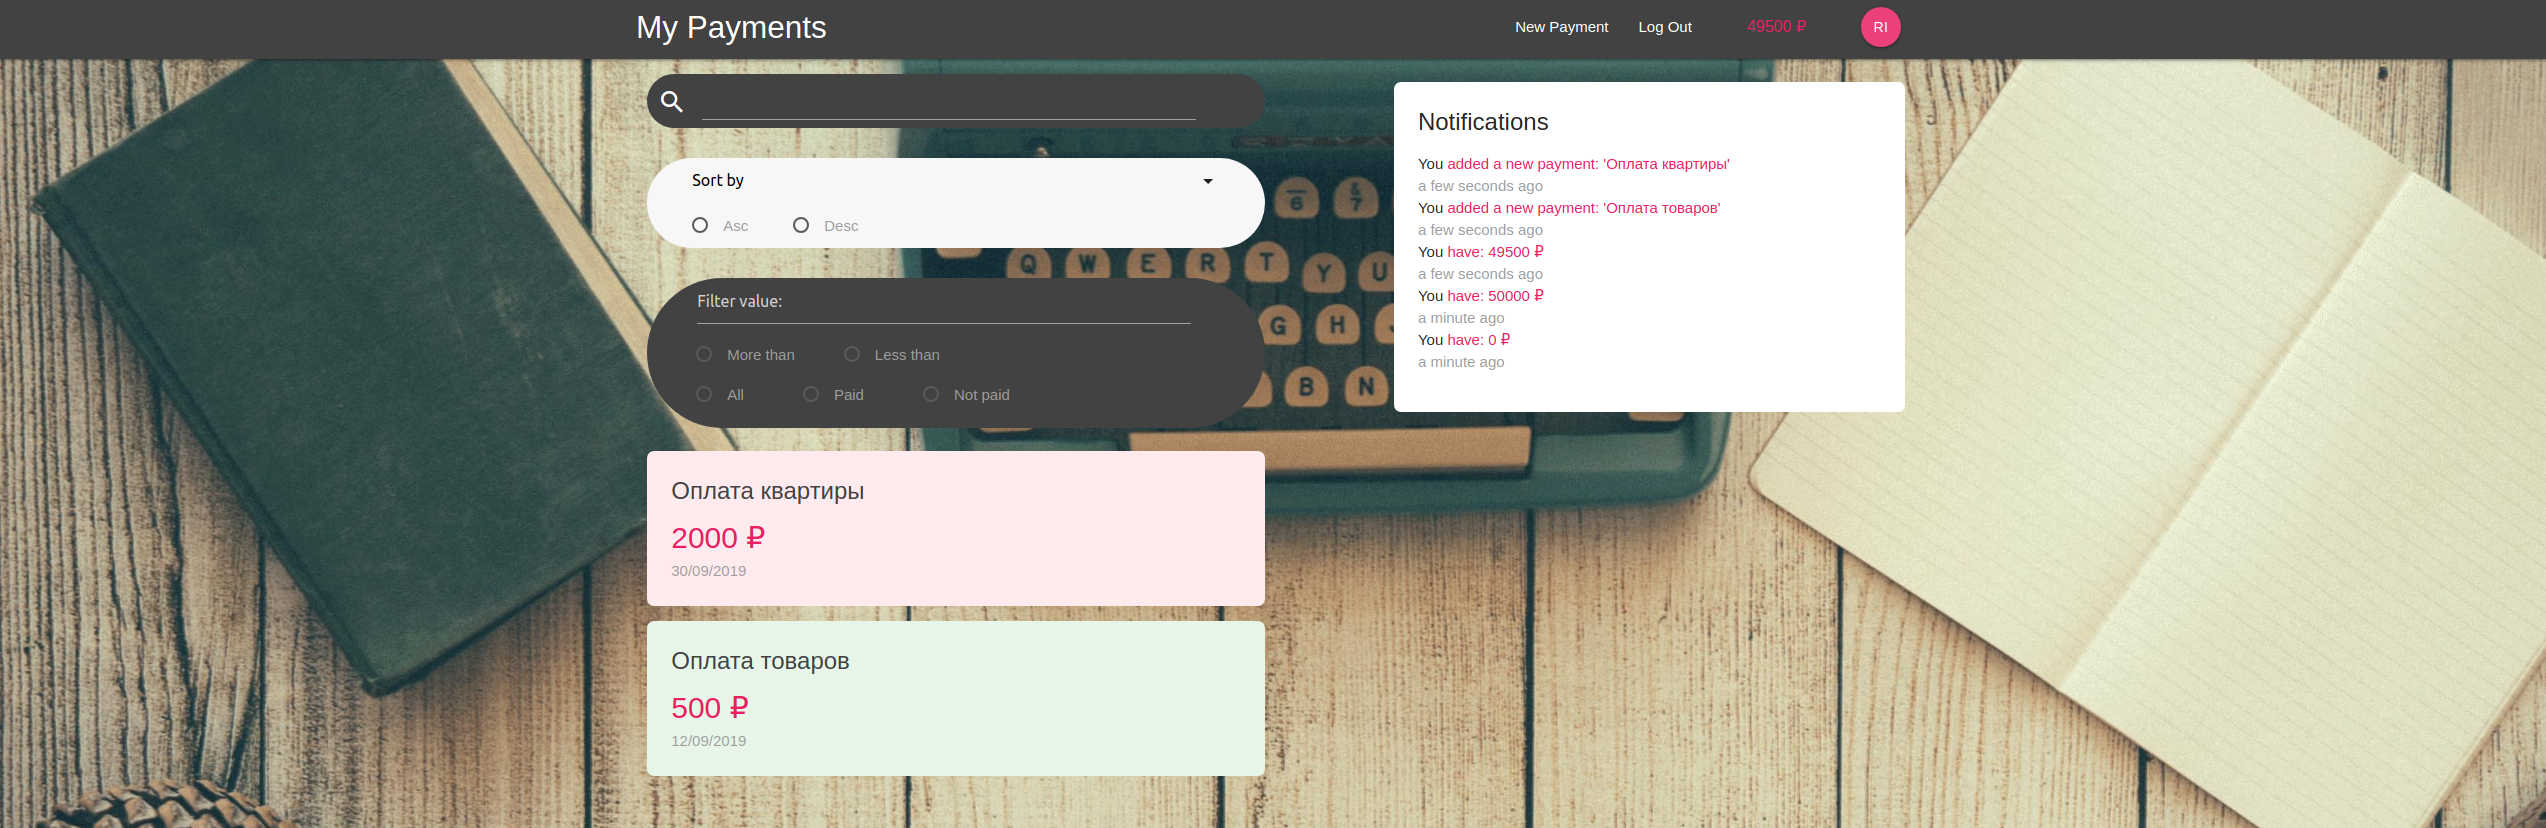 My Payments
New Payment
Log Out
49500 ₽
RI
Sort by
Asc
Desc
Filter value:
More than
Less than
All
Paid
Not paid
Оплата квартиры
2000 ₽
30/09/2019
Оплата товаров
500 ₽
12/09/2019
Notifications
You added a new payment: 'Оплата квартиры'
a few seconds ago
You added a new payment: 'Оплата товаров'
a few seconds ago
You have: 49500 ₽
a few seconds ago
You have: 50000 ₽
a minute ago
You have: 0 ₽
a minute ago
6
&
7
Q W E R T Y U
G H
B N